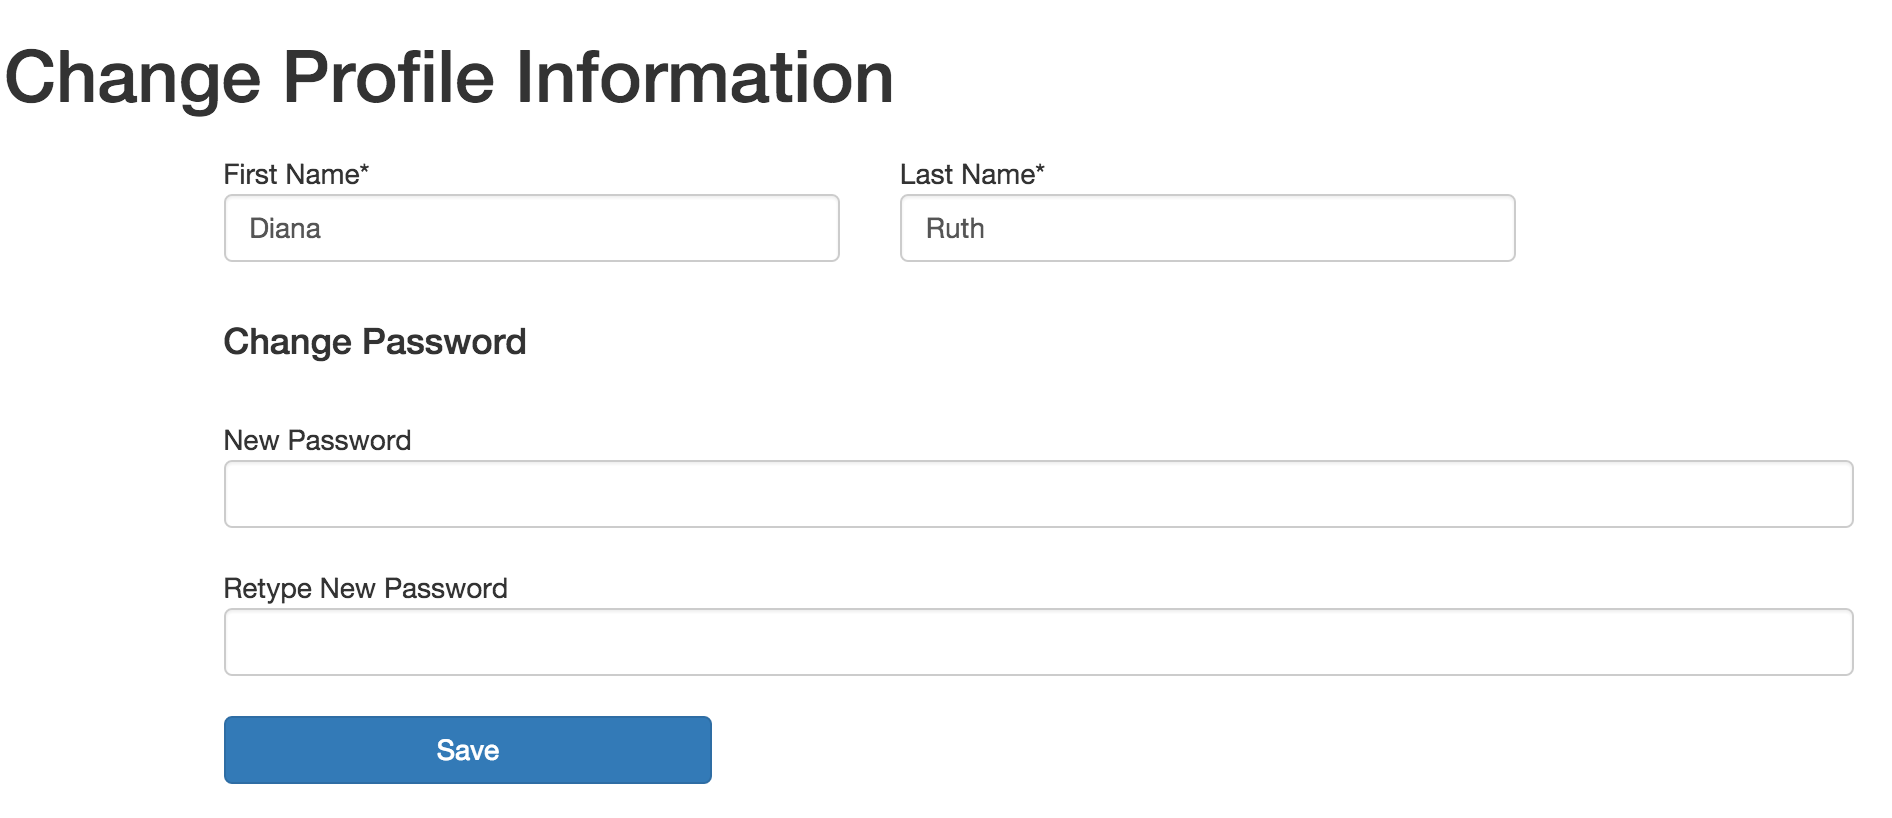 Change Profile Information
First Name* Last Name*
Diana Ruth
Change Password
New Password
Retype New Password
Save